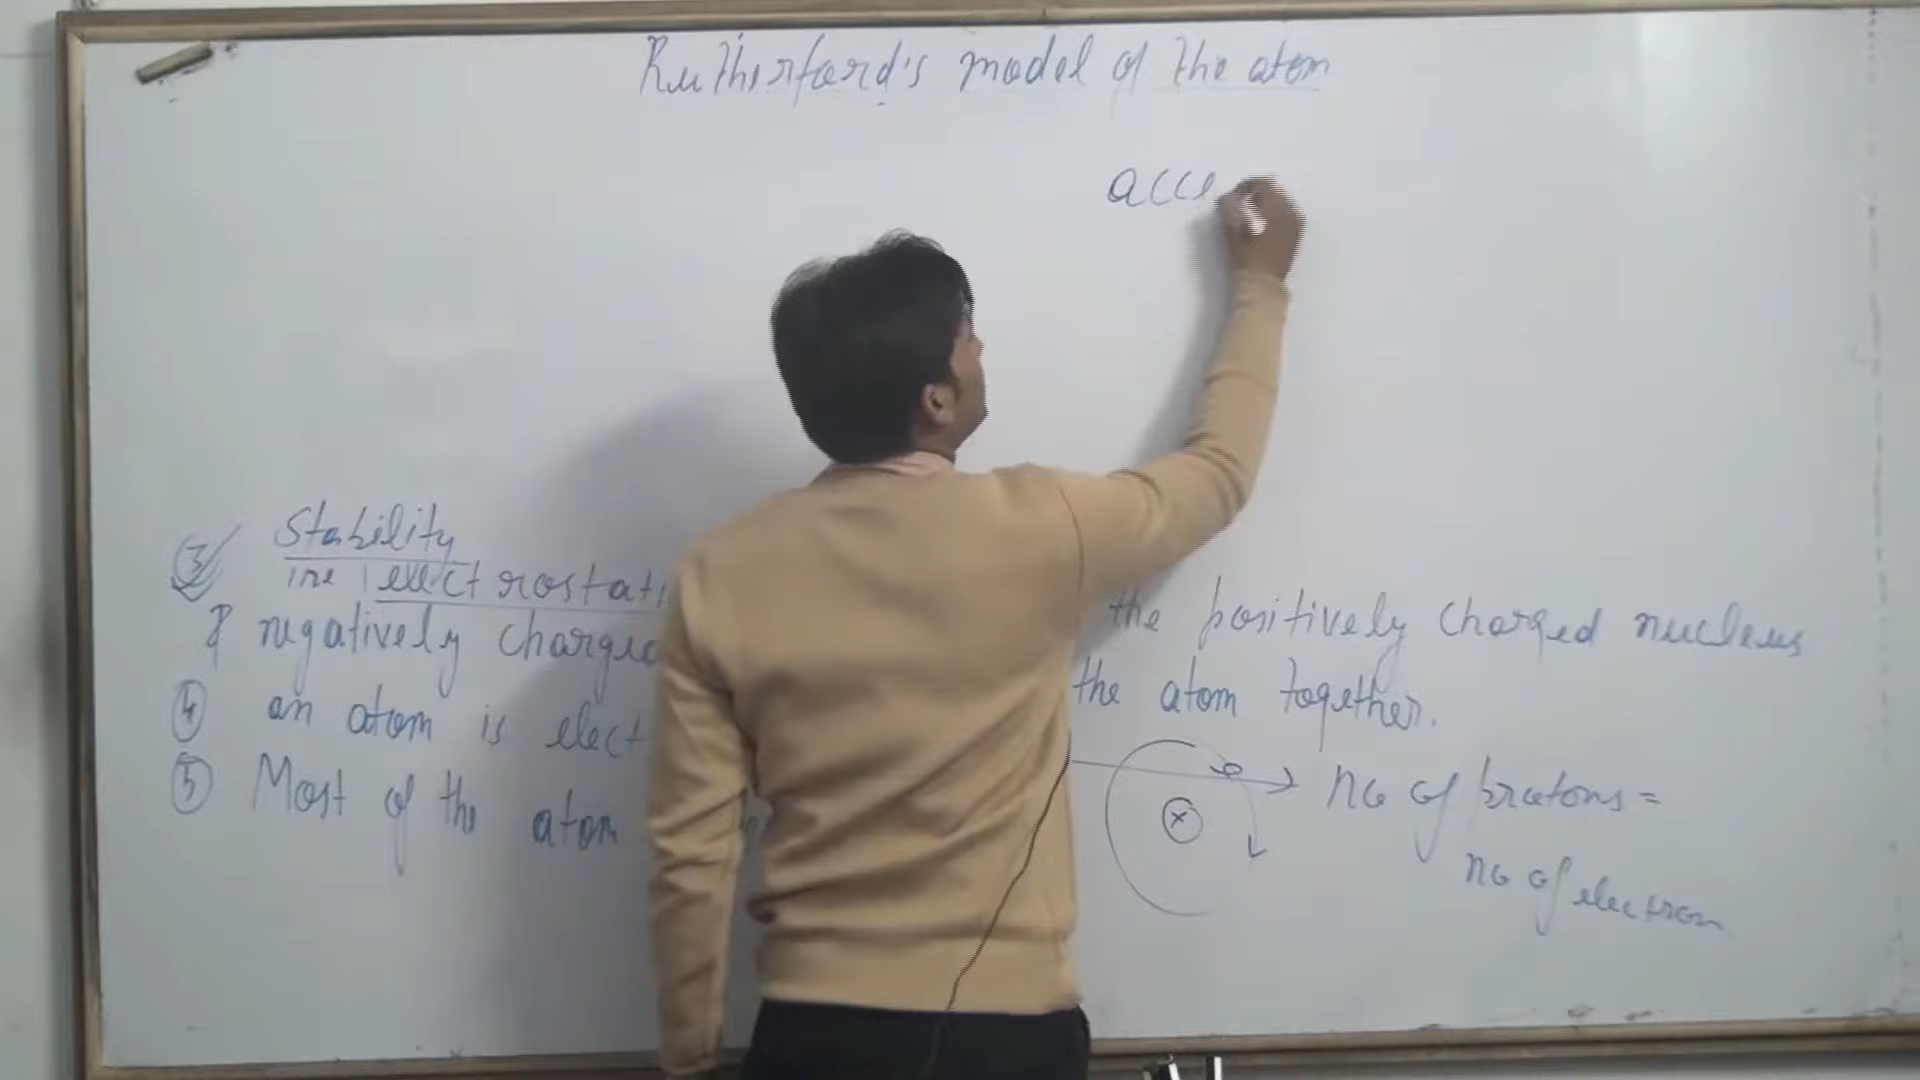 Rutherford's model of the atom
acce
③ Stability
the electrostati the positively charged nucleus
& negatively charged the atom together.
④ an atom is elect
⑤ Most of the atom
no of protons =
no of electron